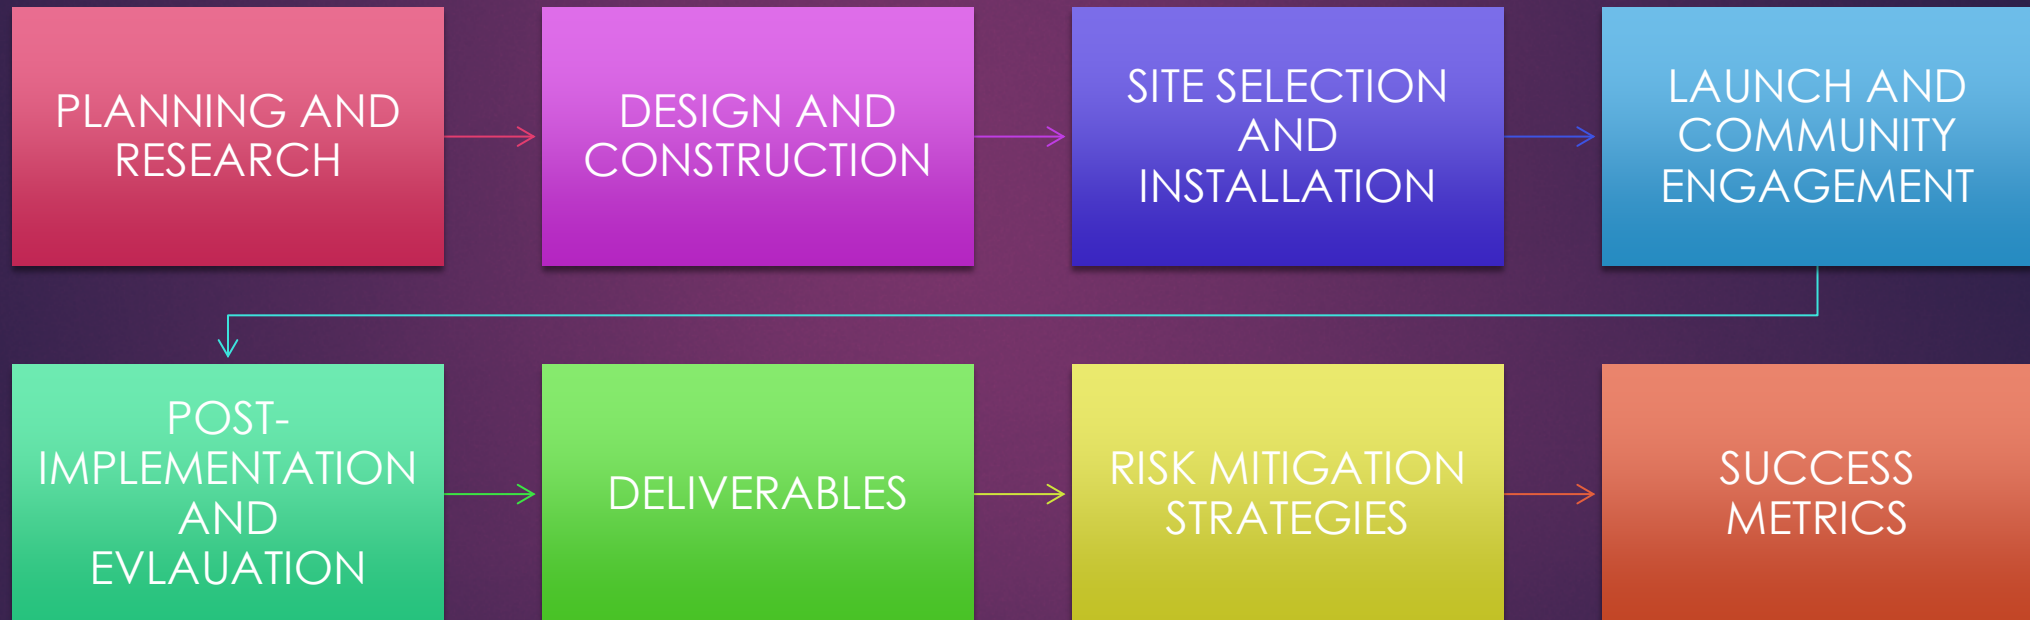 PLANNING AND
RESEARCH
DESIGN AND
CONSTRUCTION
SITE SELECTION
AND
INSTALLATION
LAUNCH AND
COMMUNITY
ENGAGEMENT
POST-
IMPLEMENTATION
AND
EVLAUATION
DELIVERABLES
RISK MITIGATION
STRATEGIES
SUCCESS
METRICS